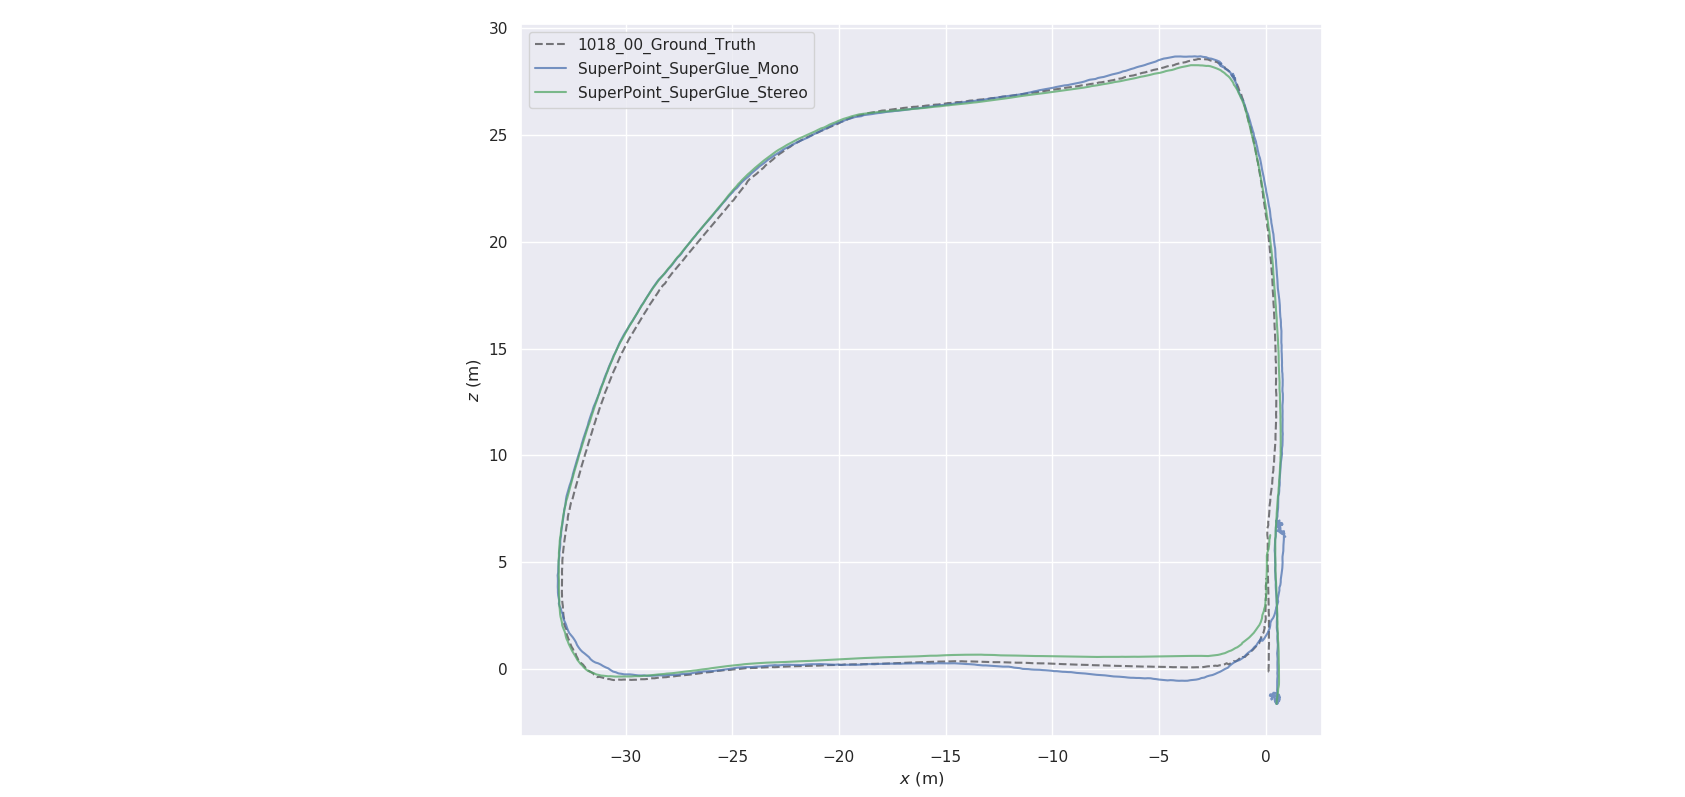 30
25
20
15
10
5
0
z (m)
1018_00_Ground_Truth
SuperPoint_SuperGlue_Mono
SuperPoint_SuperGlue_Stereo
−30 −25 −20 −15 −10 −5 0
x (m)